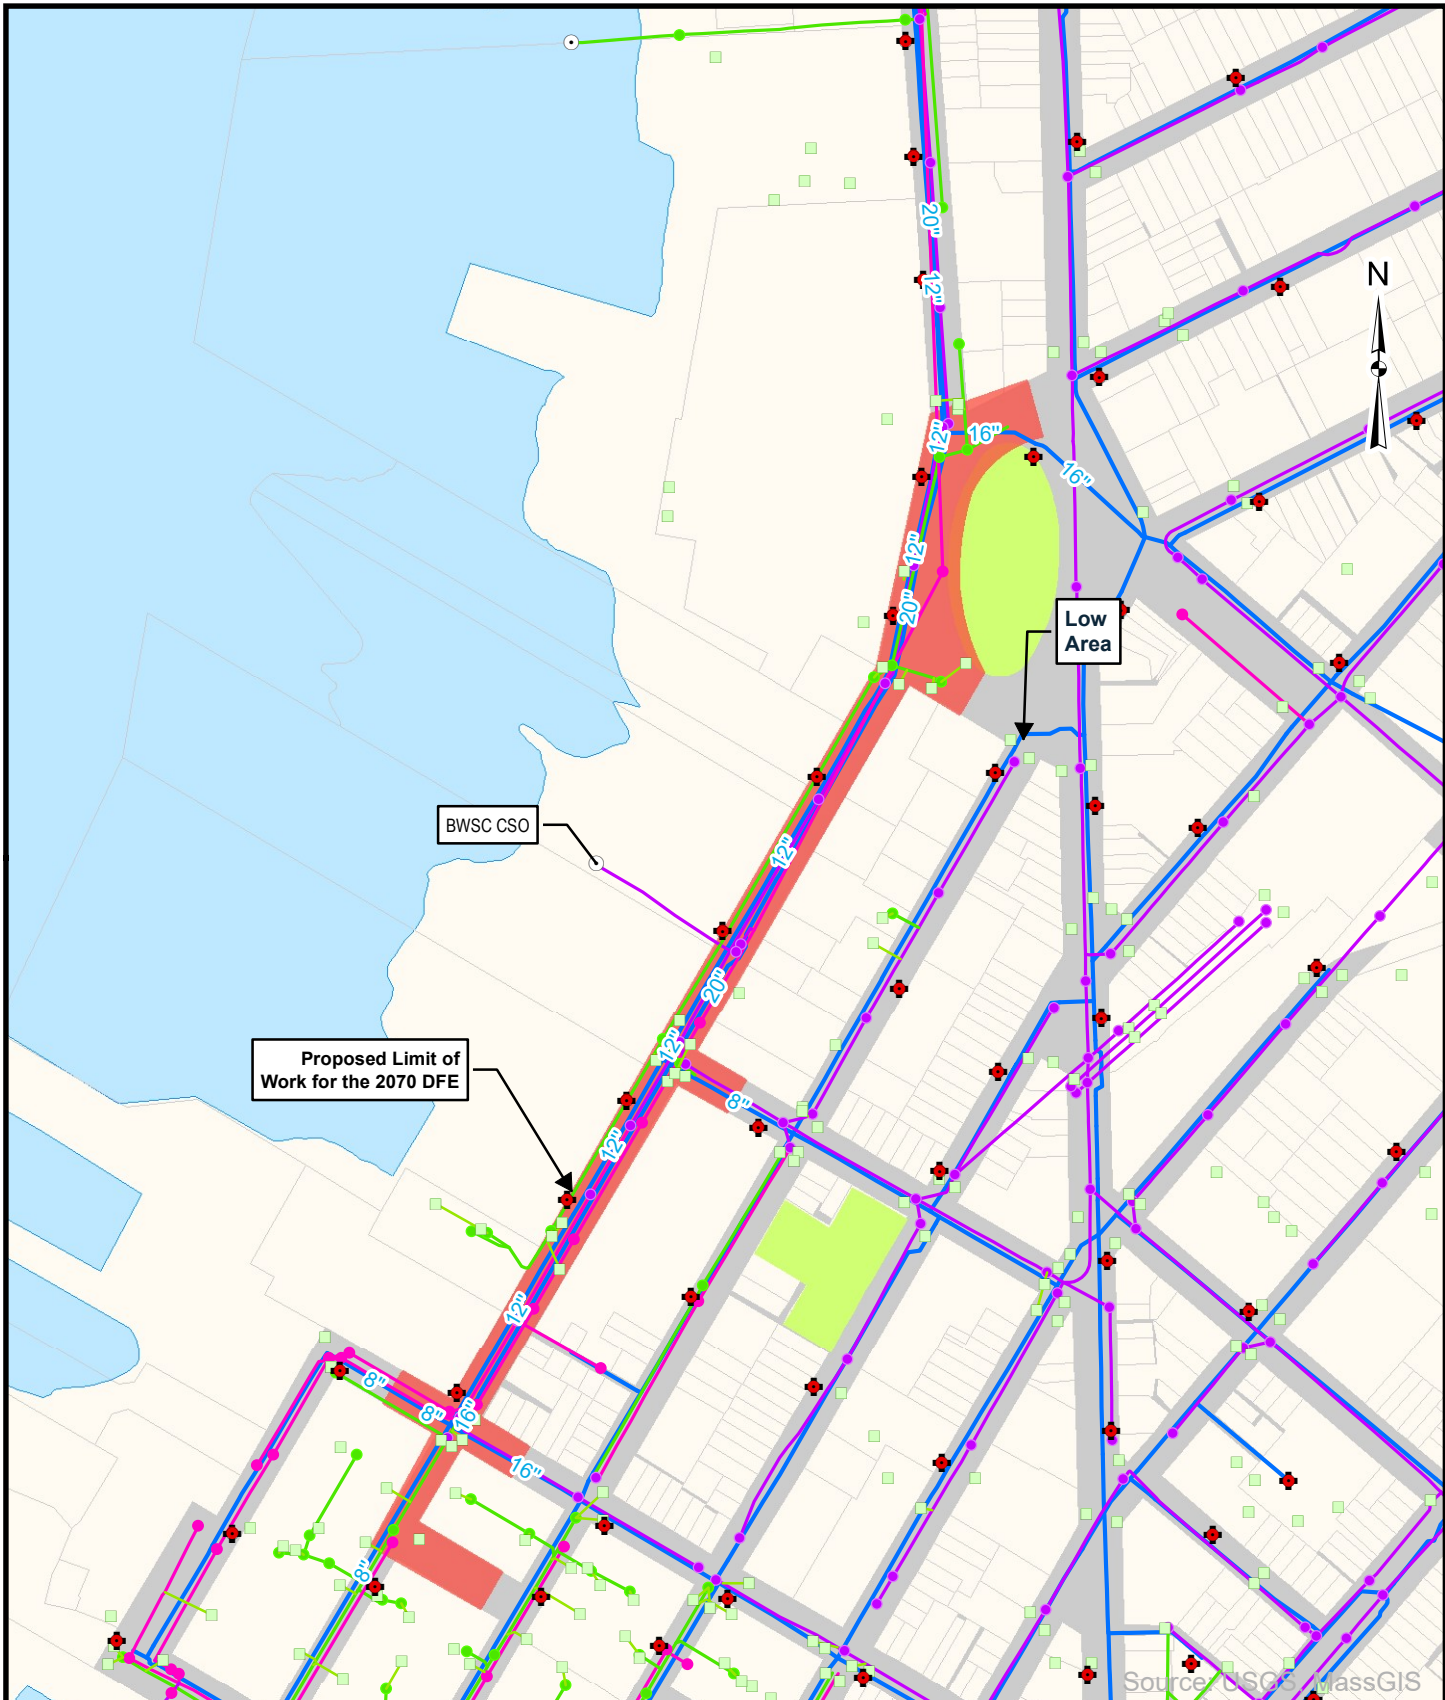 20"
12"
N
12"
16"
16"
12"
20"
Low
Area
BWSC CSO
12"
20"
12"
Proposed Limit of
Work for the 2070 DFE
8"
12"
12"
8"
8"
16"
16"
8"
Source: USGS, MassGIS